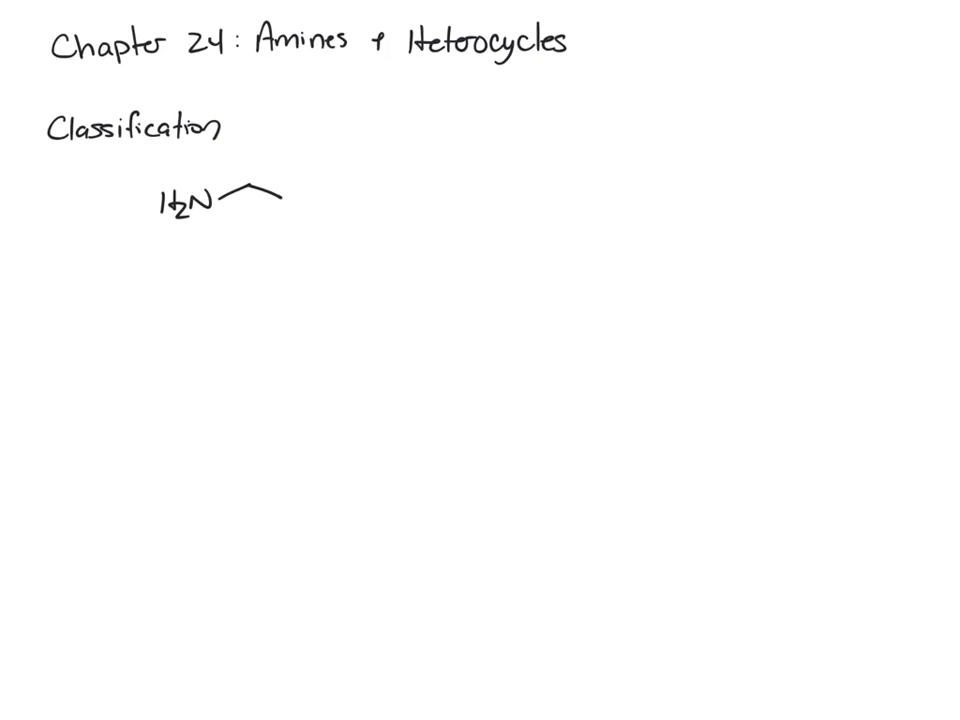 Chapter 24: Amines + Heterocycles
Classification
H₂N